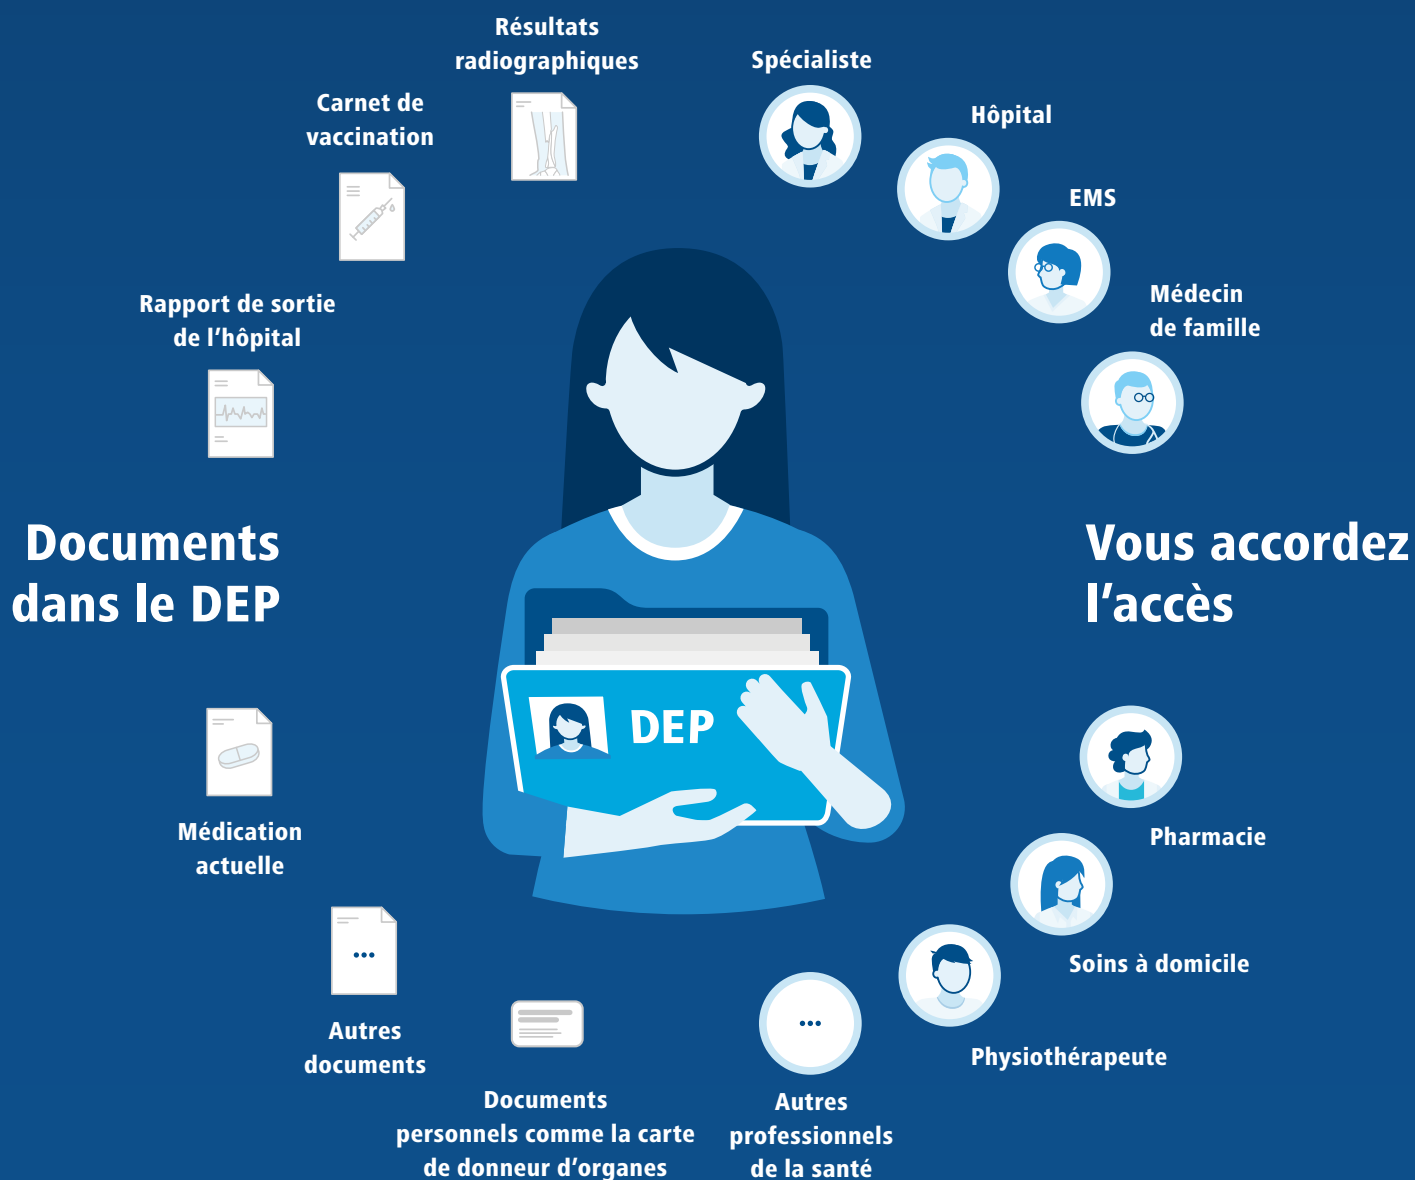 Résultats
radiographiques
Carnet de
vaccination
Rapport de sortie
de l’hôpital
Documents
dans le DEP
Médication
actuelle
Autres
documents
Documents
personnels comme la carte
de donneur d’organes
DEP
Spécialiste
Hôpital
EMS
Médecin
de famille
Vous accordez
l’accès
Pharmacie
Soins à domicile
Physiothérapeute
Autres
professionnels
de la santé